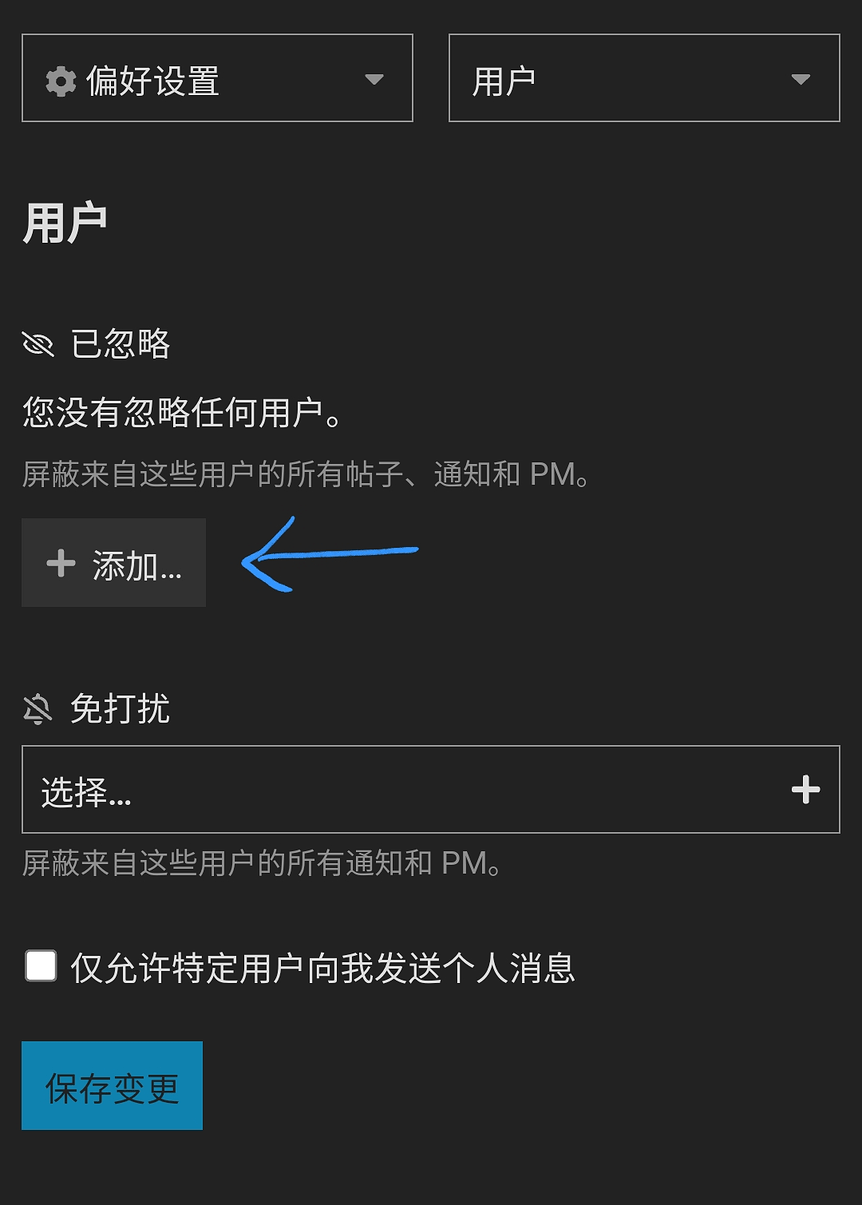 偏好设置
用户
用户
已忽略
您没有忽略任何用户。
屏蔽来自这些用户的所有帖子、通知和 PM。
添加...
免打扰
选择...
屏蔽来自这些用户的所有通知和 PM。
仅允许特定用户向我发送个人消息
保存变更